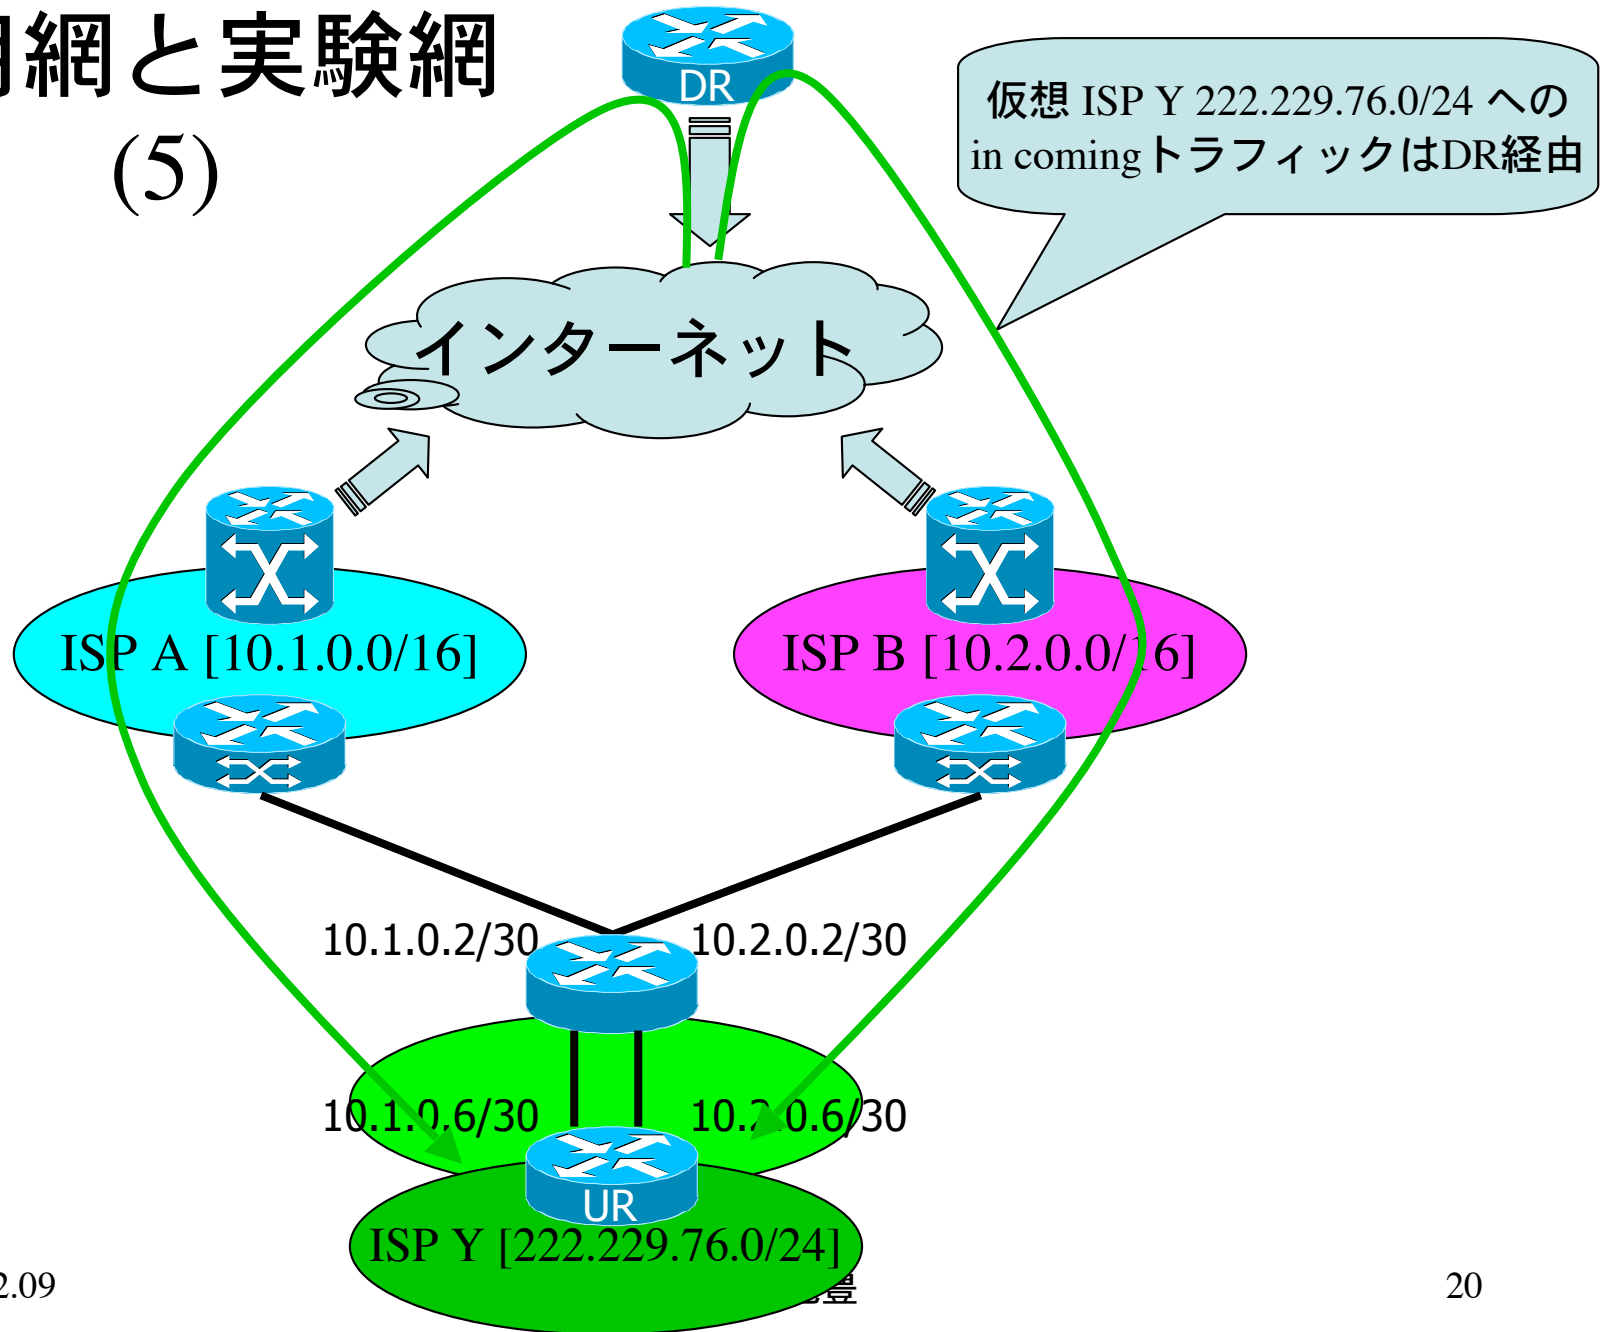 網と実験網
(5)
DR
仮想 ISP Y 222.229.76.0/24 への
in comingトラフィックはDR経由
インターネット
ISP A [10.1.0.0/16]
ISP B [10.2.0.0/16]
10.1.0.2/30
10.2.0.2/30
10.1.0.6/30
10.2.0.6/30
UR
ISP Y [222.229.76.0/24]
2.09
豊
20